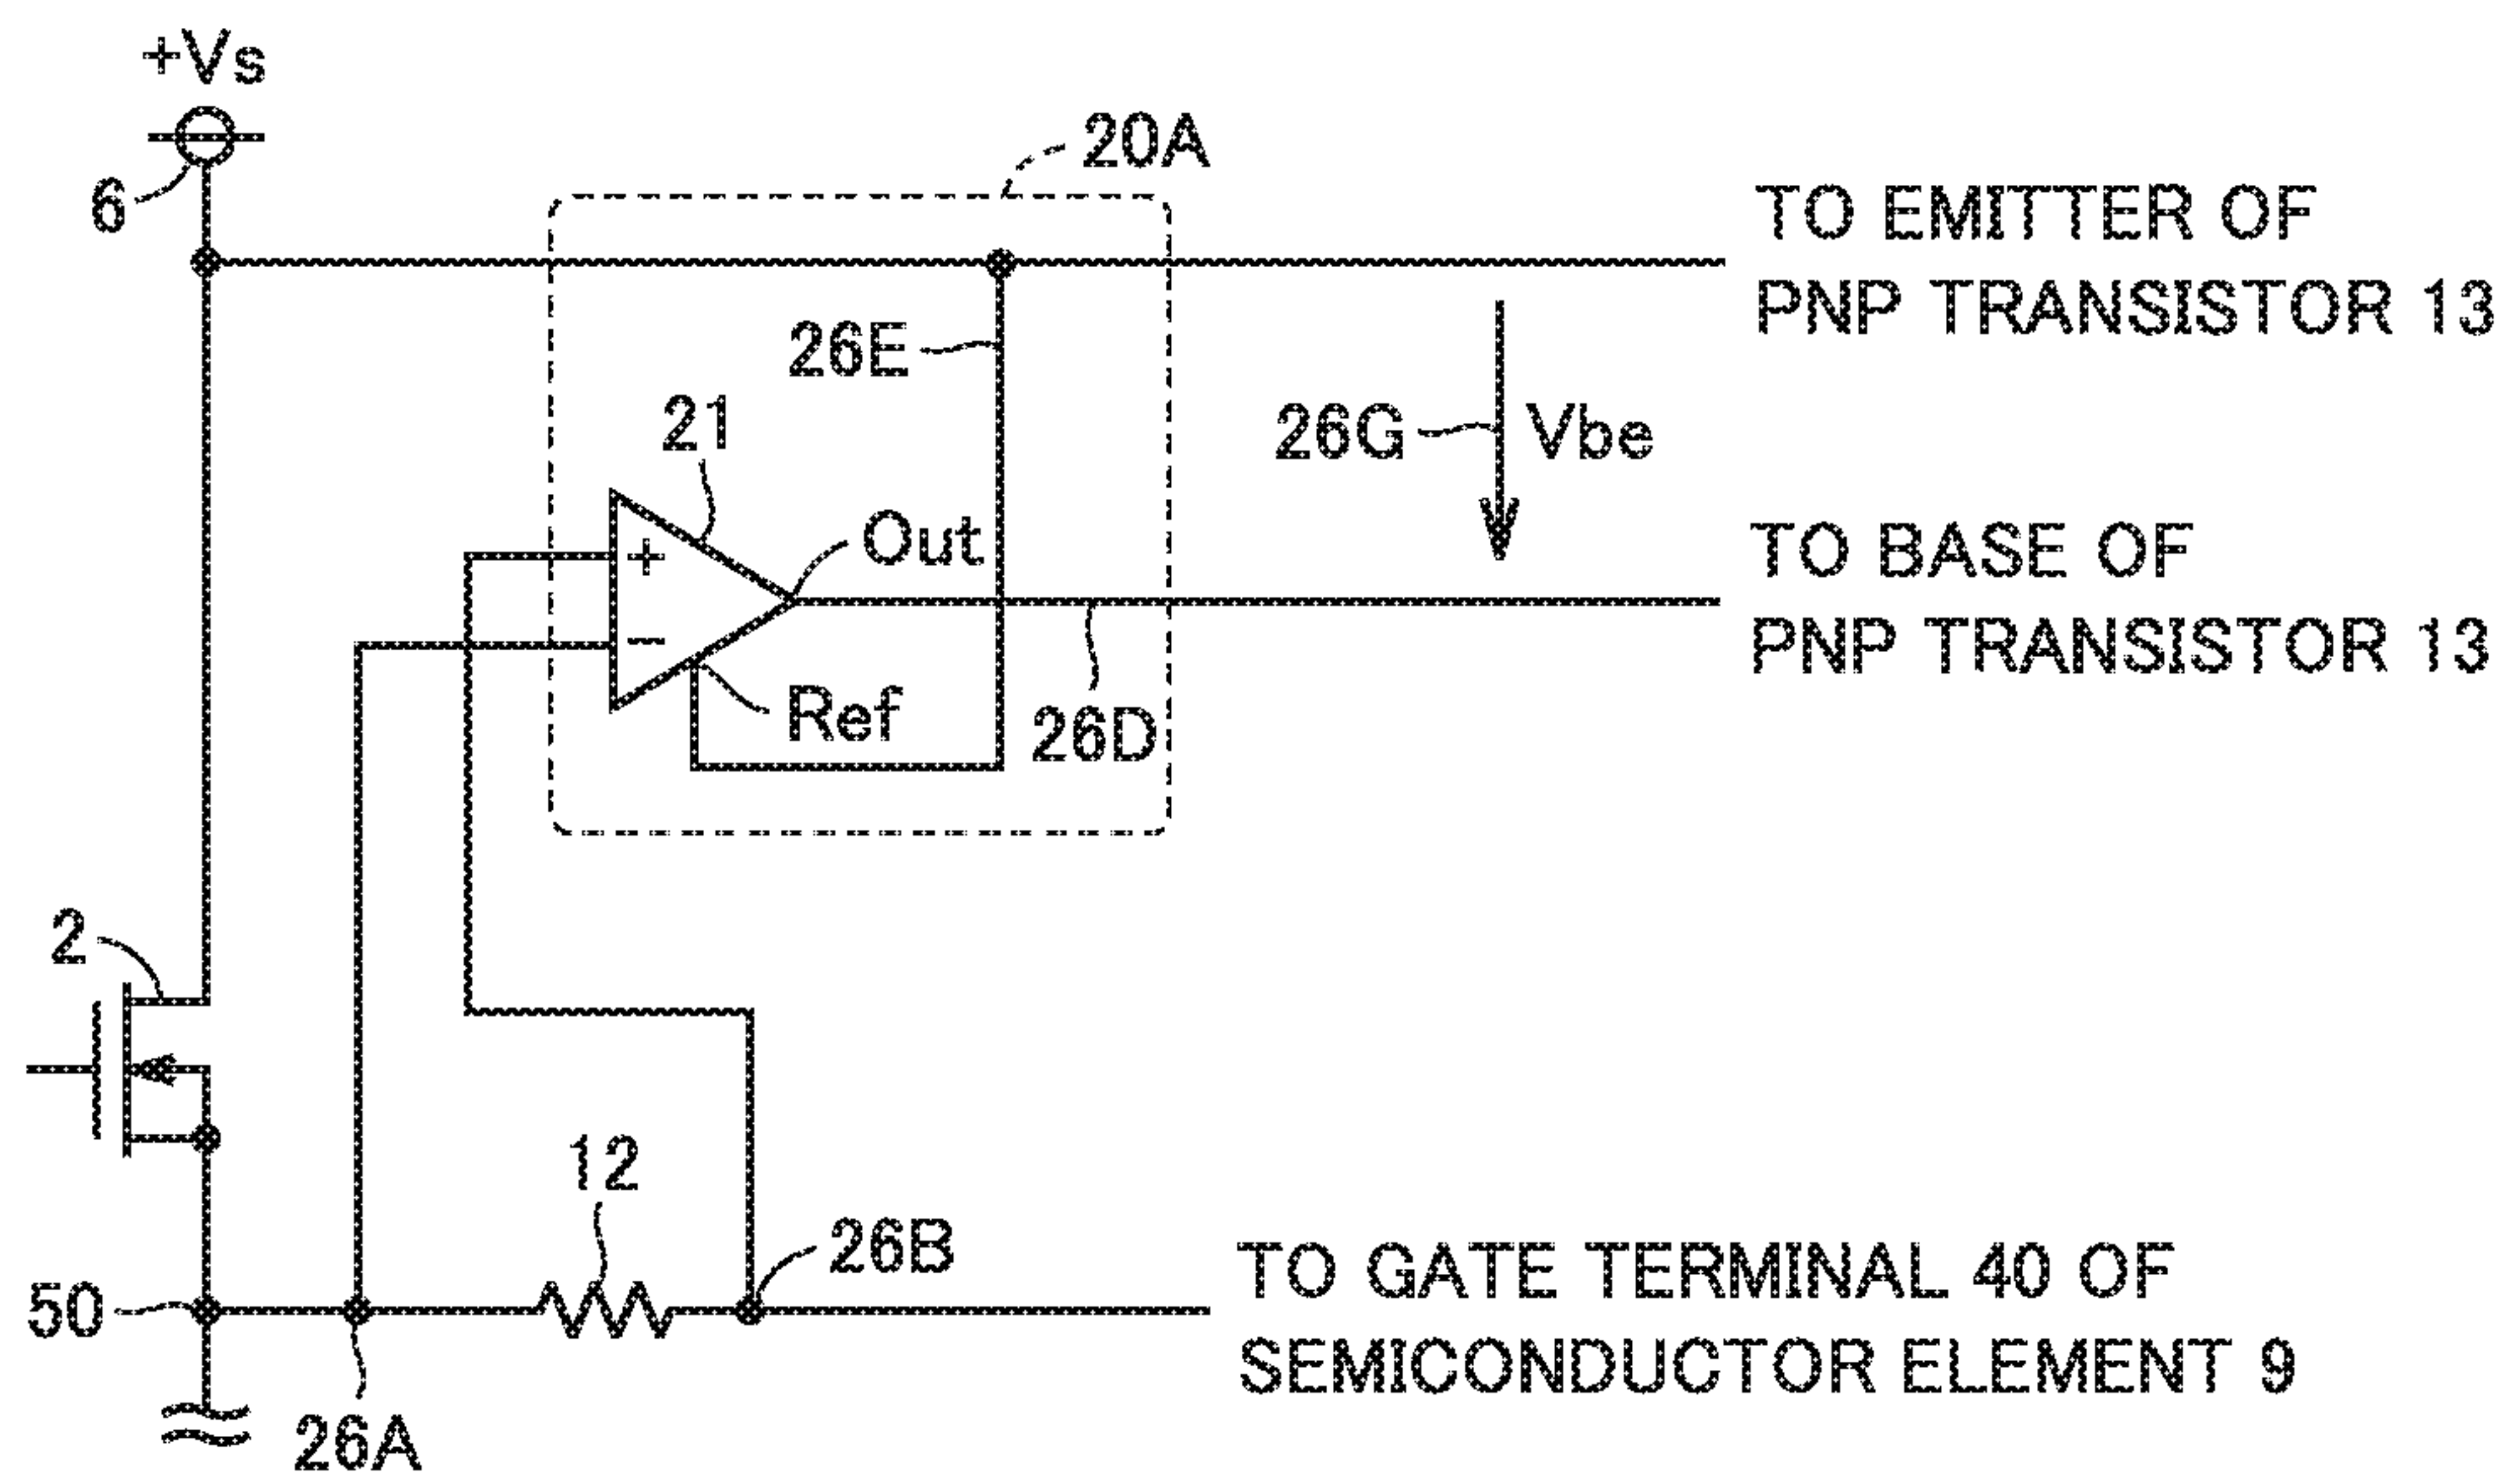 +Vs
6
20A
TO EMITTER OF
PNP TRANSISTOR 13
26E
21
26G
Vbe
+
Out
TO BASE OF
PNP TRANSISTOR 13
−
Ref
26D
2
12
26B
50
TO GATE TERMINAL 40 OF
SEMICONDUCTOR ELEMENT 9
26A